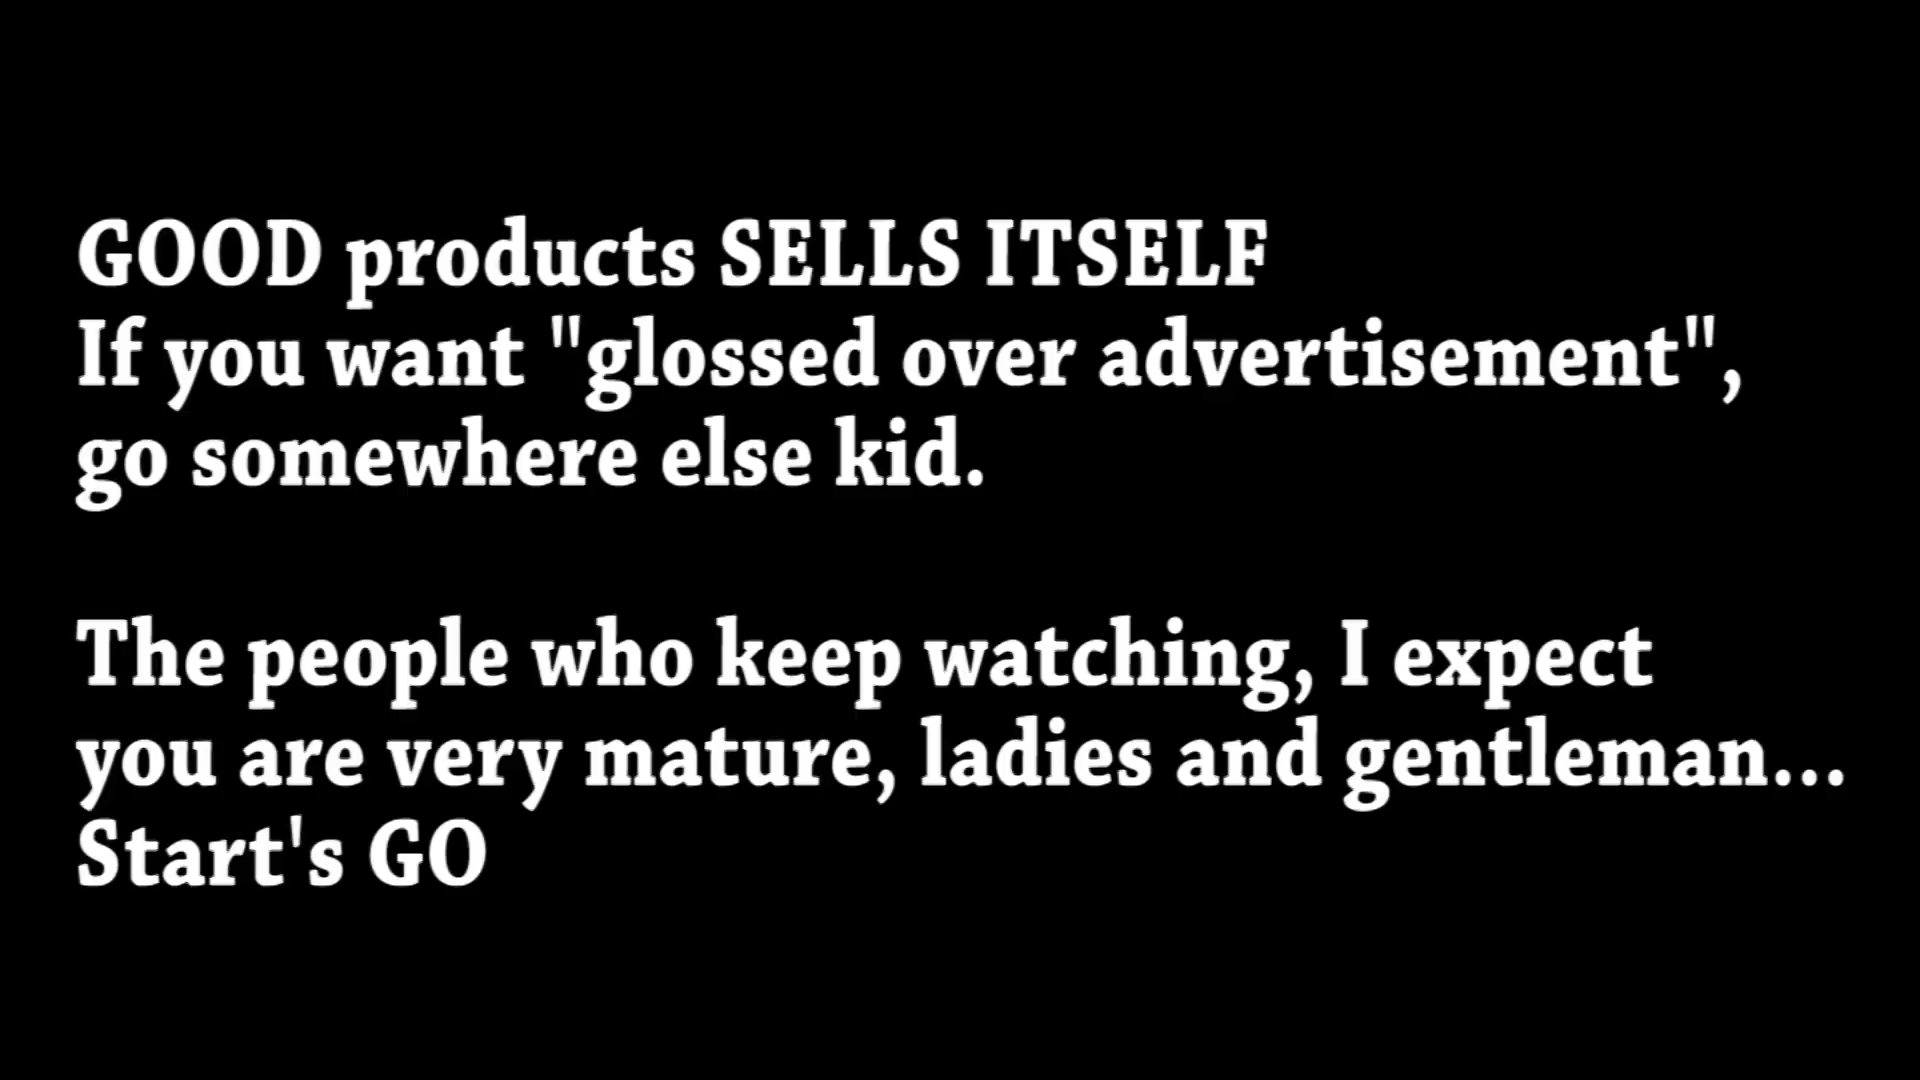 GOOD products SELLS ITSELF
If you want "glossed over advertisement",
go somewhere else kid.
The people who keep watching, I expect
you are very mature, ladies and gentleman...
Start's GO